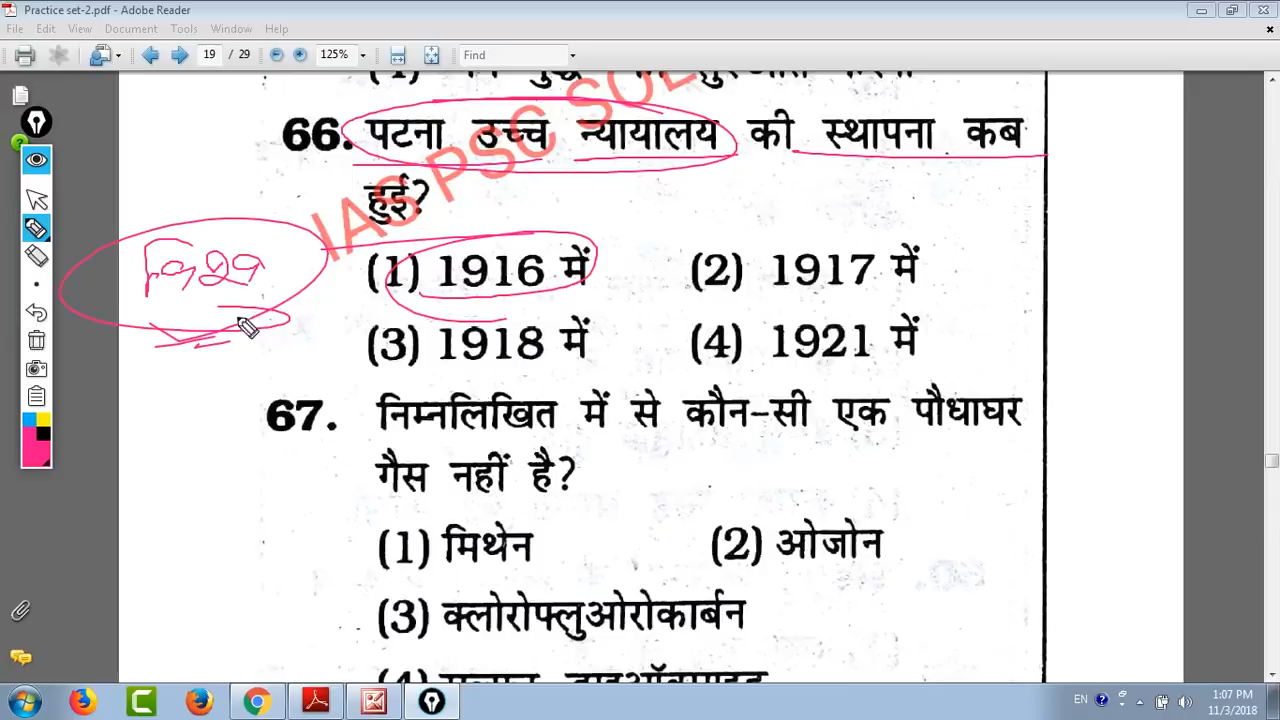 Practice set-2.pdf - Adobe Reader
File Edit View Document Tools Window Help
19 / 29 125% Find
IAS PSC
66. पटना उच्च न्यायालय की स्थापना कब
हुई?
(1) 1916 में (2) 1917 में
(3) 1918 में (4) 1921 में
67. निम्नलिखित में से कौन-सी एक पौधाघर
गैस नहीं है?
(1) मिथेन (2) ओजोन
(3) क्लोरोफ्लुओरोकार्बन
EN 1:07 PM
11/3/2018